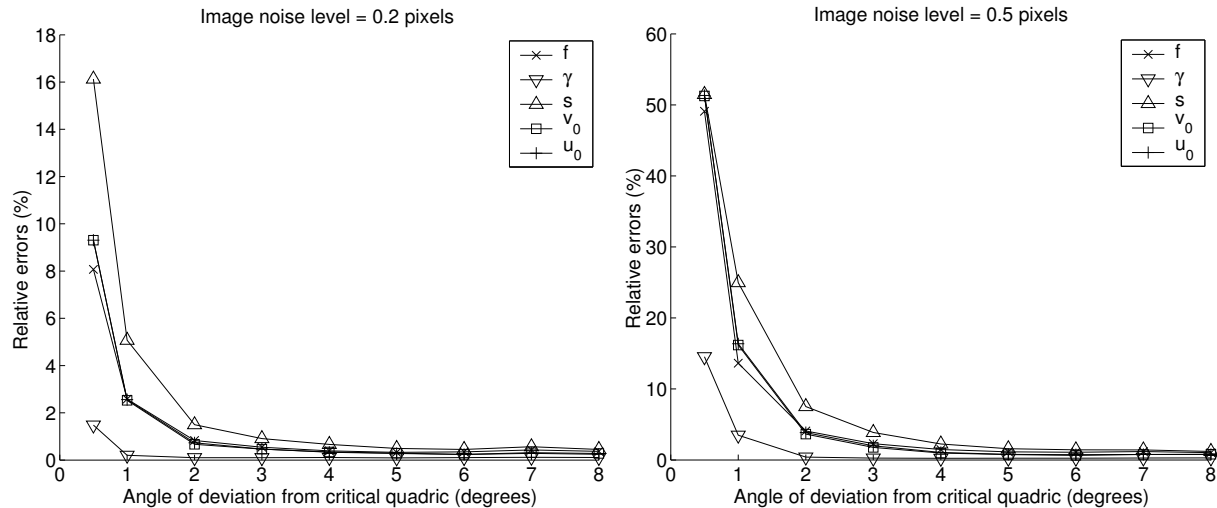 Image noise level = 0.2 pixels
18
16
14
12
10
8
6
4
2
0
0 1 2 3 4 5 6 7 8
Relative errors (%)
Angle of deviation from critical quadric (degrees)
f
γ
s
v0
u0
Image noise level = 0.5 pixels
60
50
40
30
20
10
0
0 1 2 3 4 5 6 7 8
Relative errors (%)
Angle of deviation from critical quadric (degrees)
f
γ
s
v0
u0